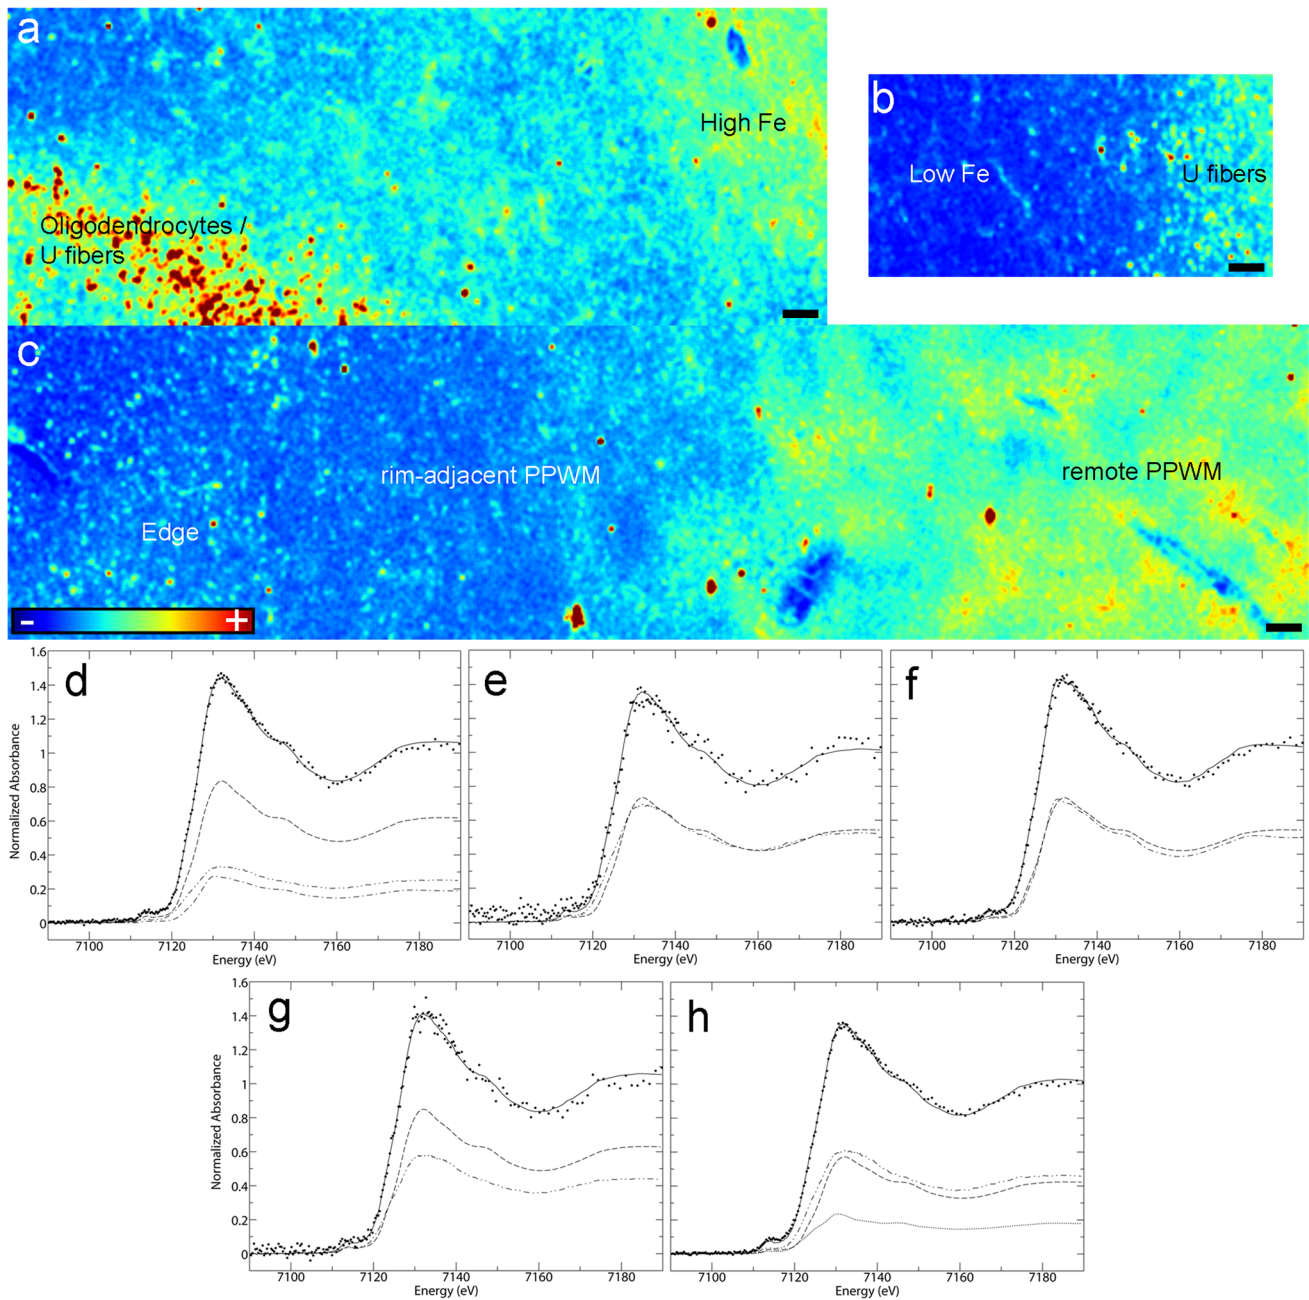 a
High Fe
Oligodendrocytes /
U fibers
b
Low Fe
U fibers
c
rim-adjacent PPWM
remote PPWM
Edge
- +
d
e
f
1.6
1.4
1.2
1
0.8
0.6
0.4
0.2
0
Normalized Absorbance
7100 7120 7140 7160 7180
Energy (eV)
7100 7120 7140 7160 7180
7100 7120 7140 7160 7180
Energy (eV)
g
h
1.6
1.4
1.2
1
0.8
0.6
0.4
0.2
0
Normalized Absorbance
7100 7120 7140 7160 7180
Energy (eV)
7100 7120 7140 7160 7180
Energy (eV)